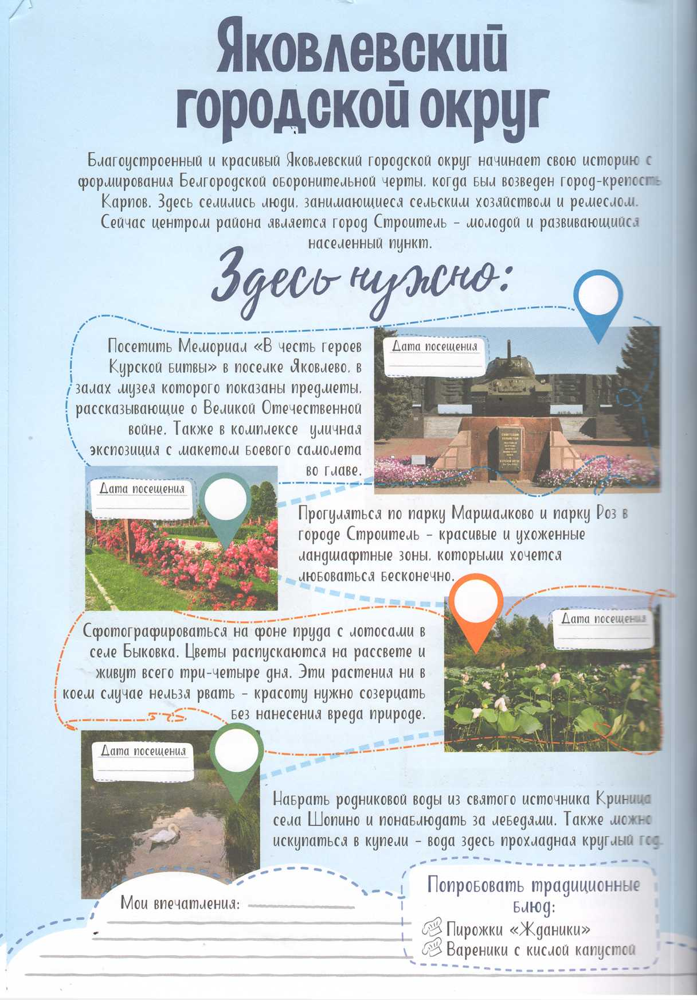 Яковлевский
городской округ
Благоустроенный и красивый Яковлевский городской округ начинает свою историю с
формирования Белгородской оборонительной черты, когда был возведен город-крепость
Карпов. Здесь селились люди, занимающиеся сельским хозяйством и ремеслом.
Сейчас центром района является город Строитель - молодой и развивающийся
населенный пункт.
Здесь нужно:
Посетить Мемориал «В честь героев
Курской битвы» в поселке Яковлево, в
залах музея которого показаны предметы,
рассказывающие о Великой Отечественной
войне. Также в комплексе уличная
экспозиция с макетом боевого самолета
во главе.
Дата посещения
СОВЕТСКИМ
КУРСКОЙ БИТВЫ
Дата посещения
Прогуляться по парку Маршалково и парку Роз в
городе Строитель - красивые и ухоженные
ландшафтные зоны, которыми хочется
любоваться бесконечно.
Сфотографироваться на фоне пруда с лотосами в
селе Быковка. Цветы распускаются на рассвете и
живут всего три-четыре дня. Эти растения ни в
коем случае нельзя рвать - красоту нужно созерцать
без нанесения вреда природе.
Дата посещения
Дата посещения
Набрать родниковой воды из святого источника Криница
села Шопино и понаблюдать за лебедями. Также можно
искупаться в купели - вода здесь прохладная круглый год.
Мои впечатления:
Попробовать традиционные
блюд:
Пирожки «Жданики»
Вареники с кислой капустой